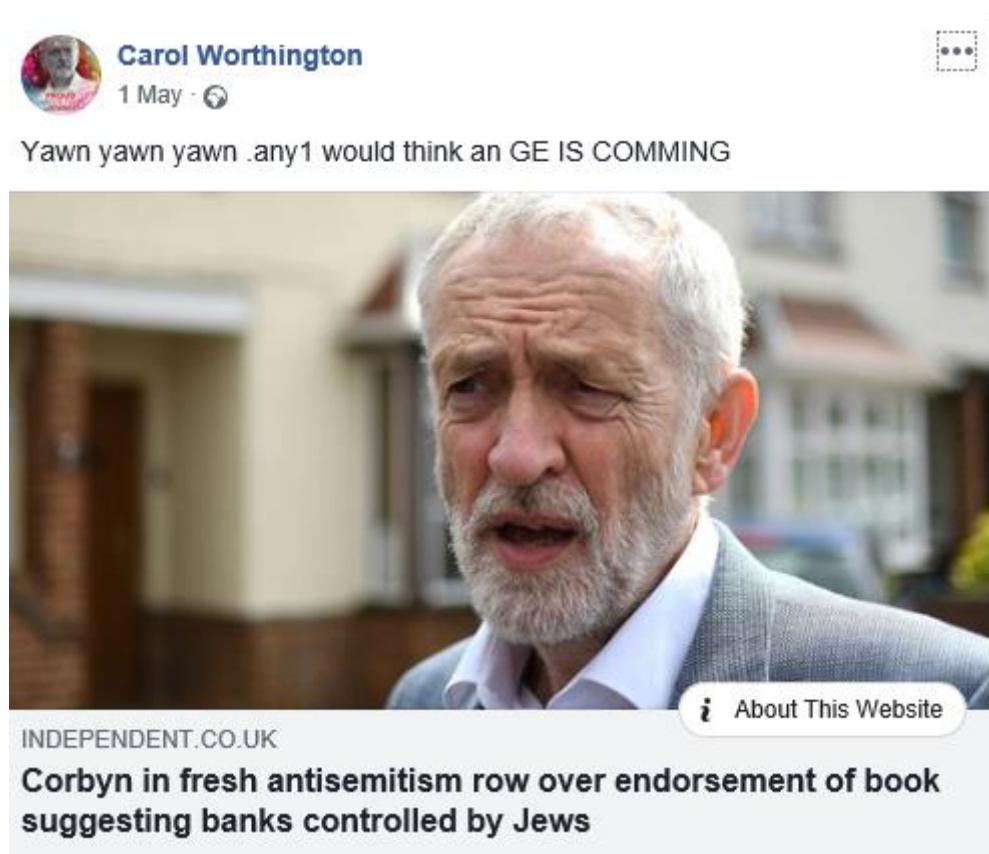 Carol Worthington
1 May ·
Yawn yawn yawn .any1 would think an GE IS COMMING
i About This Website
INDEPENDENT.CO.UK
Corbyn in fresh antisemitism row over endorsement of book
suggesting banks controlled by Jews